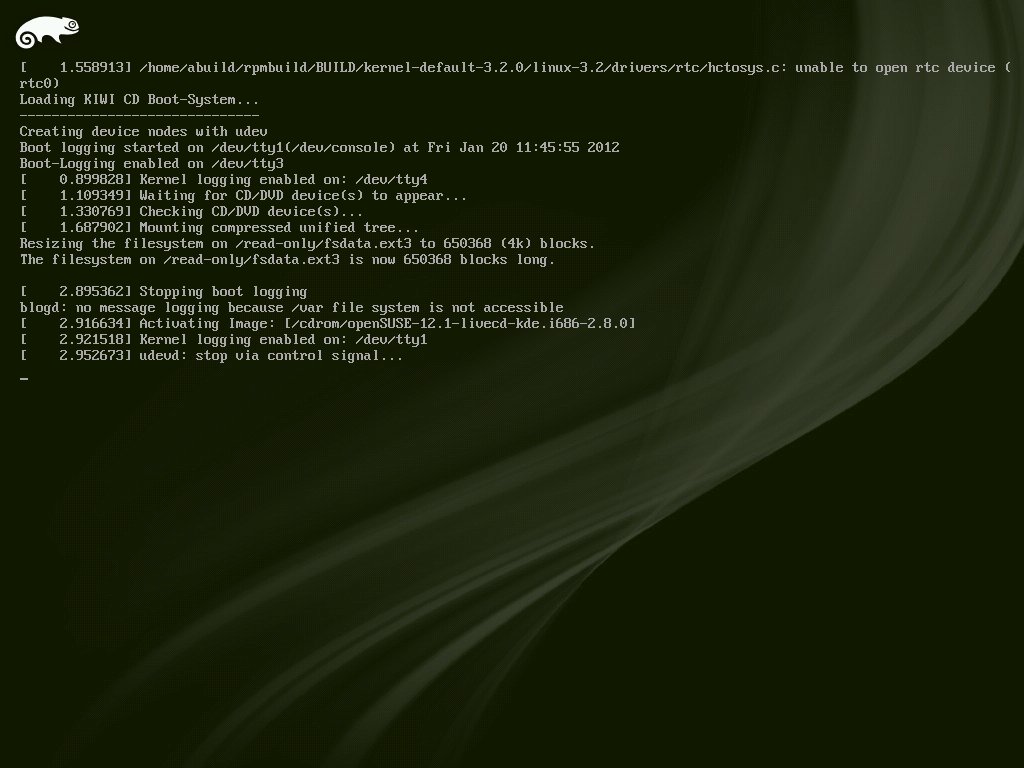 [    1.558913] /home/abuild/rpmbuild/BUILD/kernel-default-3.2.0/linux-3.2/drivers/rtc/hctosys.c: unable to open rtc device (
rtc0)
Loading KIWI CD Boot-System...
------------------------------
Creating device nodes with udev
Boot logging started on /dev/tty1(/dev/console) at Fri Jan 20 11:45:55 2012
Boot-Logging enabled on /dev/tty3
[    0.899828] Kernel logging enabled on: /dev/tty4
[    1.109349] Waiting for CD/DVD device(s) to appear...
[    1.330769] Checking CD/DVD device(s)...
[    1.687902] Mounting compressed unified tree...
Resizing the filesystem on /read-only/fsdata.ext3 to 650368 (4k) blocks.
The filesystem on /read-only/fsdata.ext3 is now 650368 blocks long.
[    2.895362] Stopping boot logging
blogd: no message logging because /var file system is not accessible
[    2.916634] Activating Image: [/cdrom/openSUSE-12.1-livecd-kde.i686-2.8.0]
[    2.921518] Kernel logging enabled on: /dev/tty1
[    2.952673] udevd: stop via control signal...
_